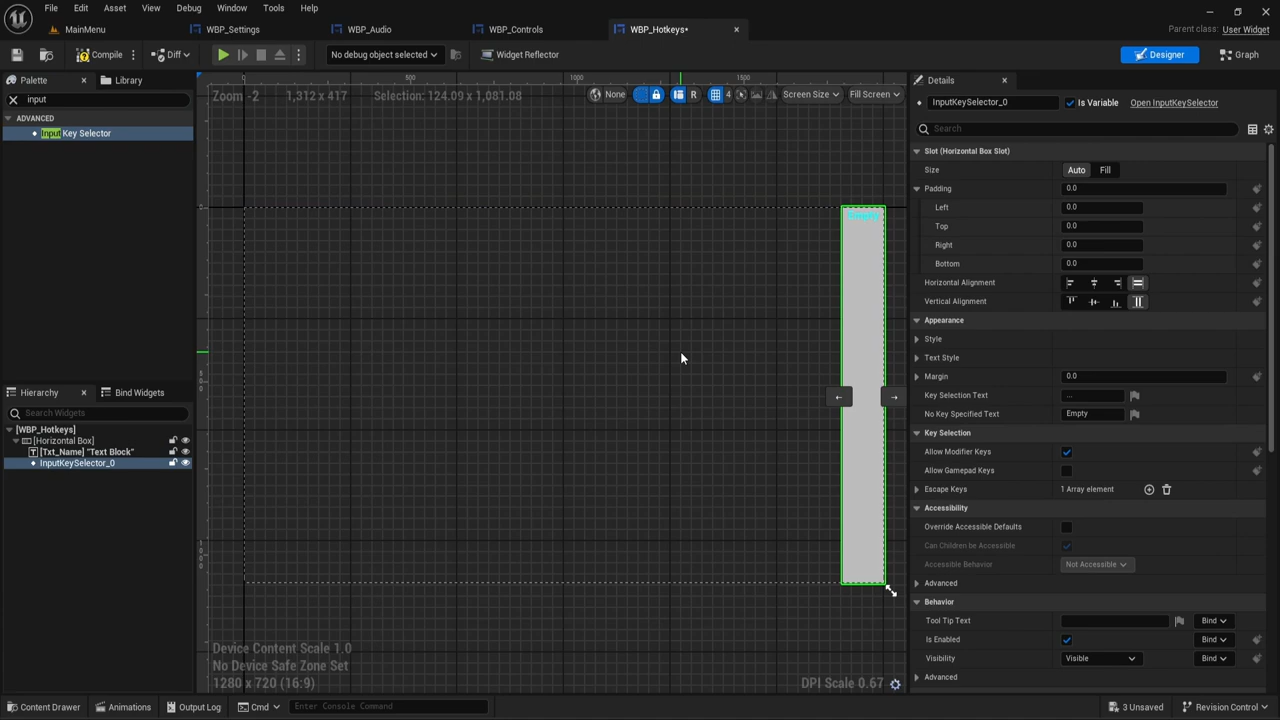 File Edit Asset View Debug Window Tools Help
MainMenu WBP_Settings WBP_Audio WBP_Controls WBP_Hotkeys* Parent class: User Widget
Compile Diff No debug object selected Widget Reflector Designer Graph
Palette Library
input
ADVANCED
Input Key Selector
Hierarchy Bind Widgets
Search Widgets
[WBP_Hotkeys]
[Horizontal Box]
[Txt_Name] "Text Block"
InputKeySelector_0
0 500 1000 1500
Zoom -2 1,312 x 417 Selection: 124.09 x 1,081.08 None R 4 Screen Size Fill Screen
Empty
Device Content Scale 1.0
No Device Safe Zone Set
1280 x 720 (16:9) DPI Scale 0.67
Details
InputKeySelector_0 Is Variable Open InputKeySelector
Search
Slot (Horizontal Box Slot)
Size Auto Fill
Padding 0.0
Left 0.0
Top 0.0
Right 0.0
Bottom 0.0
Horizontal Alignment
Vertical Alignment
Appearance
Style
Text Style
Margin 0.0
Key Selection Text ...
No Key Specified Text Empty
Key Selection
Allow Modifier Keys
Allow Gamepad Keys
Escape Keys 1 Array element
Accessibility
Override Accessible Defaults
Can Children be Accessible
Accessible Behavior Not Accessible
Advanced
Behavior
Tool Tip Text Bind
Is Enabled Bind
Visibility Visible Bind
Advanced
Content Drawer Animations Output Log Cmd Enter Console Command 3 Unsaved Revision Control